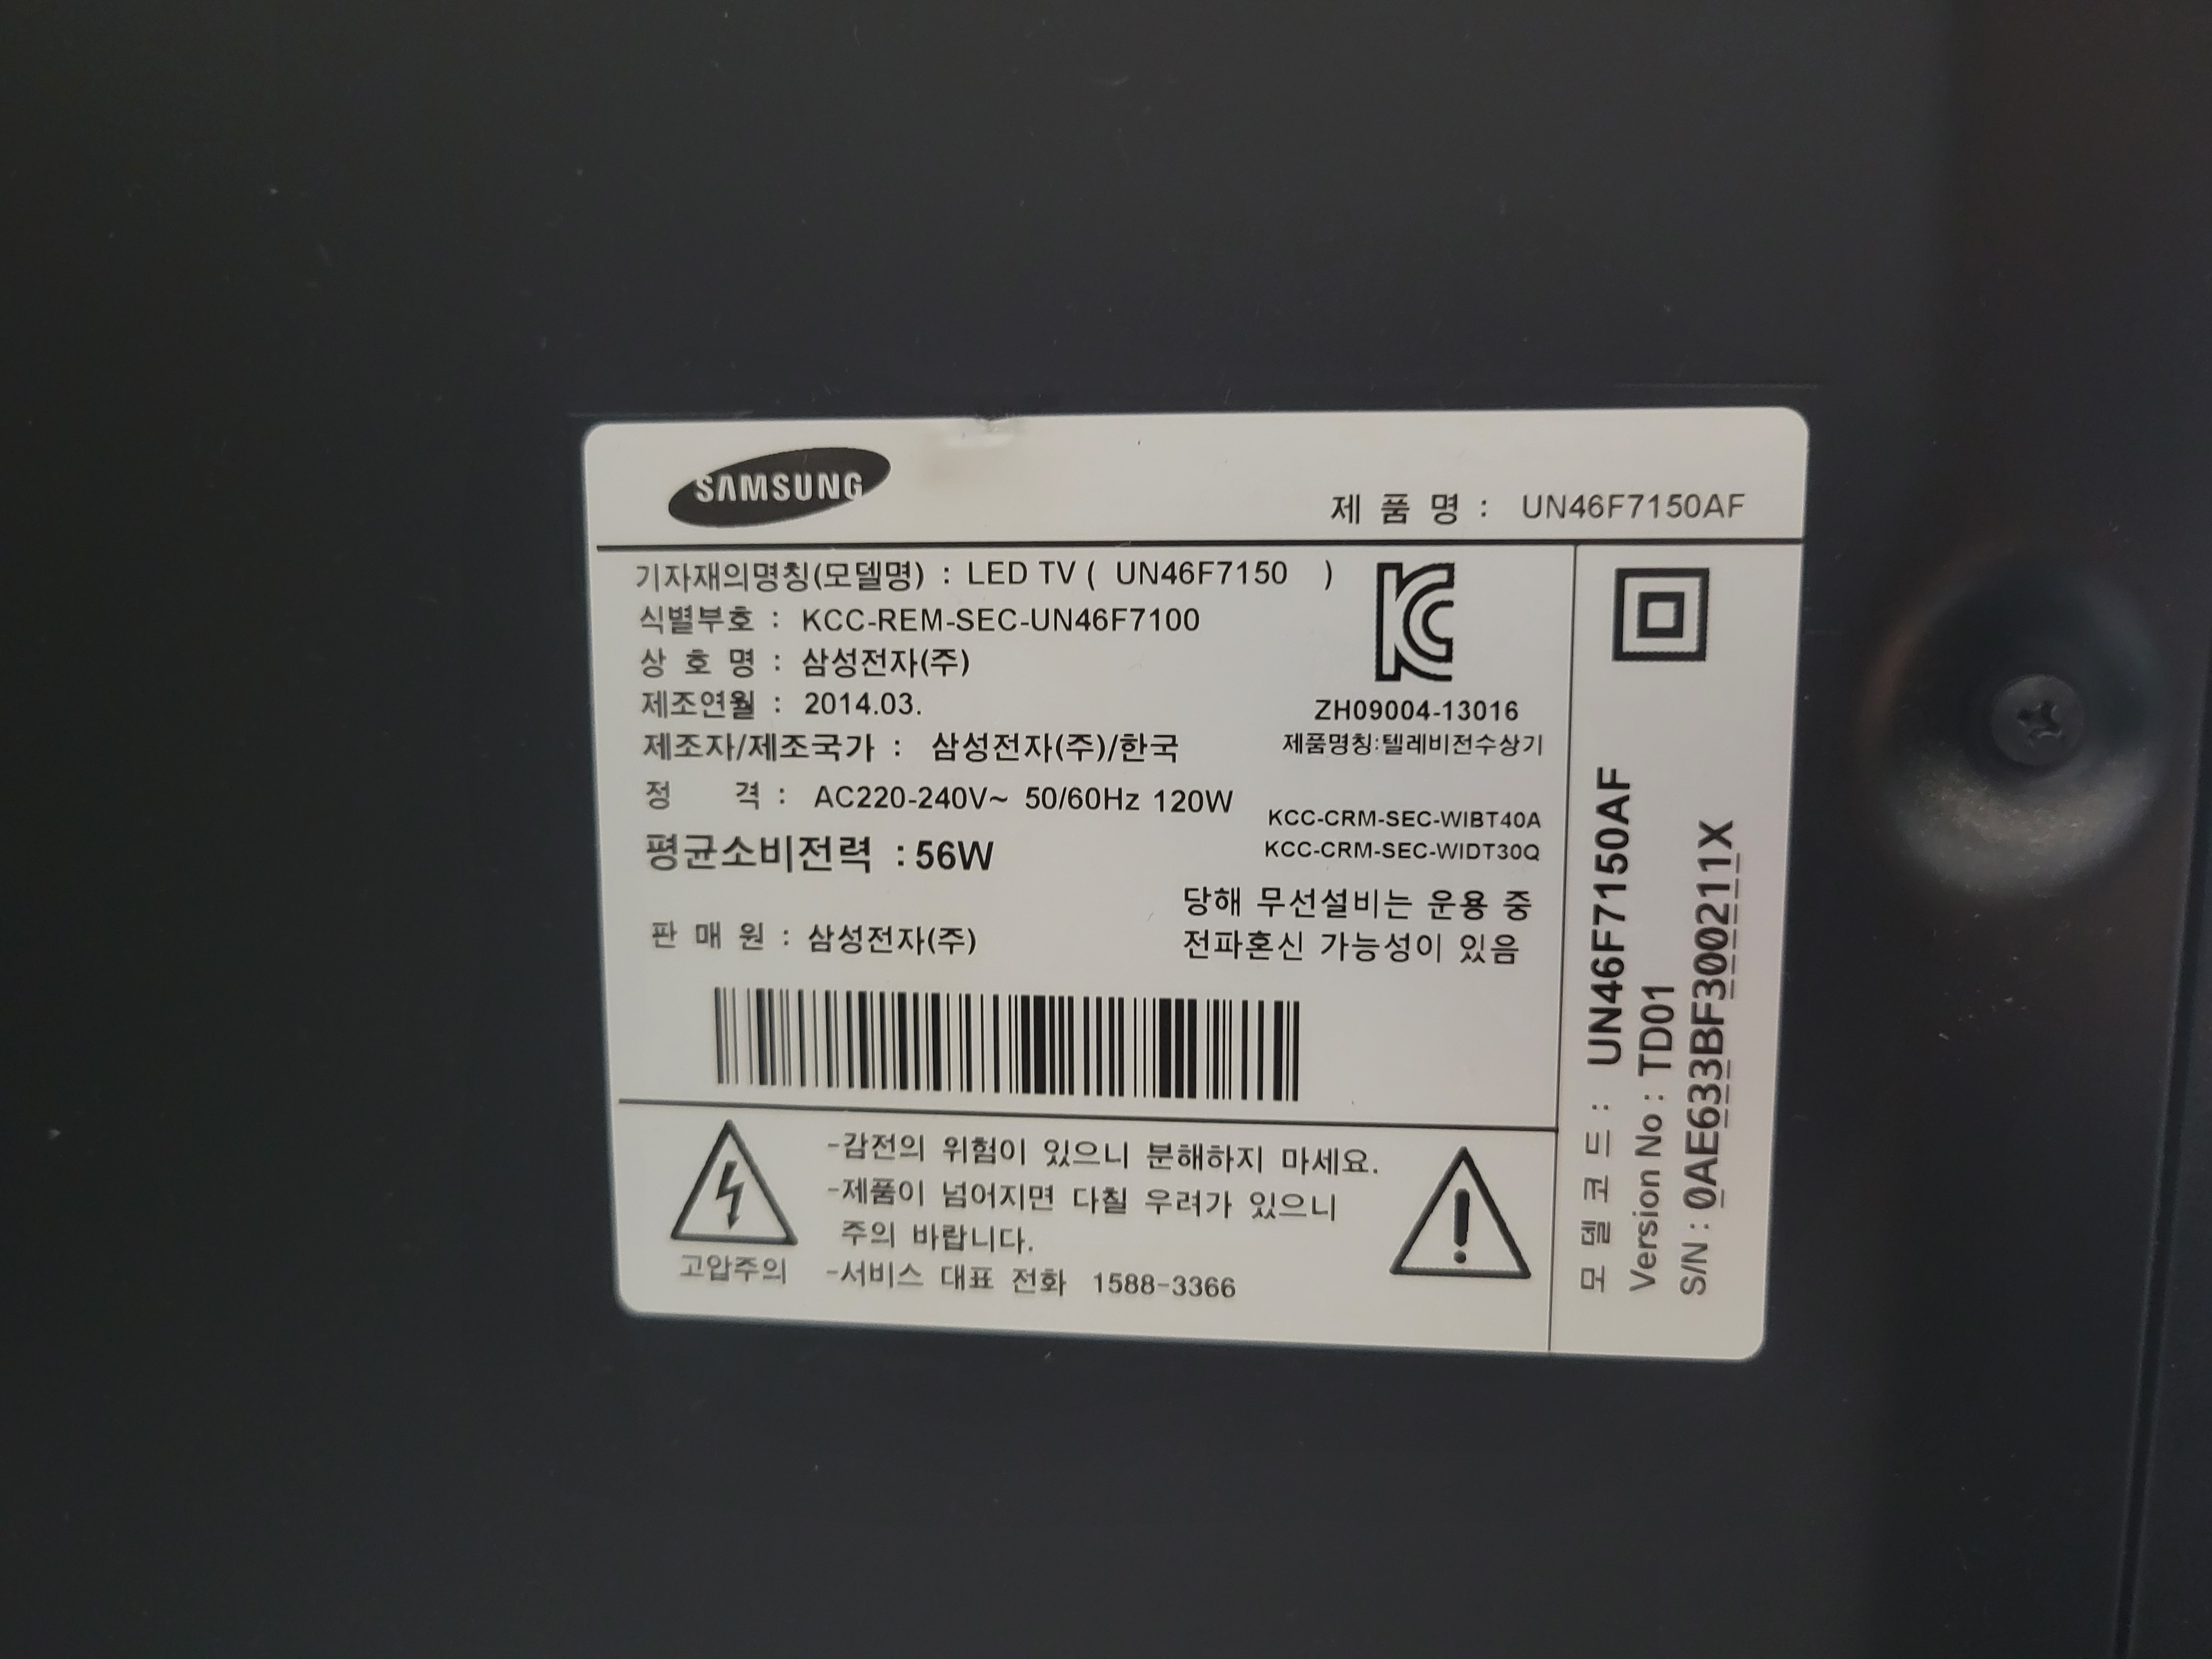 SAMSUNG
제 품 명 : UN46F7150AF
기자재의명칭(모델명) : LED TV ( UN46F7150 )
식별부호 : KCC-REM-SEC-UN46F7100
상 호 명 : 삼성전자(주)
제조연월 : 2014.03.
제조자/제조국가 : 삼성전자(주)/한국
정 격 : AC220-240V~ 50/60Hz 120W
평균소비전력 : 56W
판 매 원 : 삼성전자(주)
ZH09004-13016
제품명칭:텔레비전수상기
KCC-CRM-SEC-WIBT40A
KCC-CRM-SEC-WIDT30Q
당해 무선설비는 운용 중
전파혼신 가능성이 있음
고압주의
-감전의 위험이 있으니 분해하지 마세요.
-제품이 넘어지면 다칠 우려가 있으니
주의 바랍니다.
-서비스 대표 전화 1588-3366
모 델 코 드 : UN46F7150AF
Version No : TD01
S/N : 0AE633BF300211X